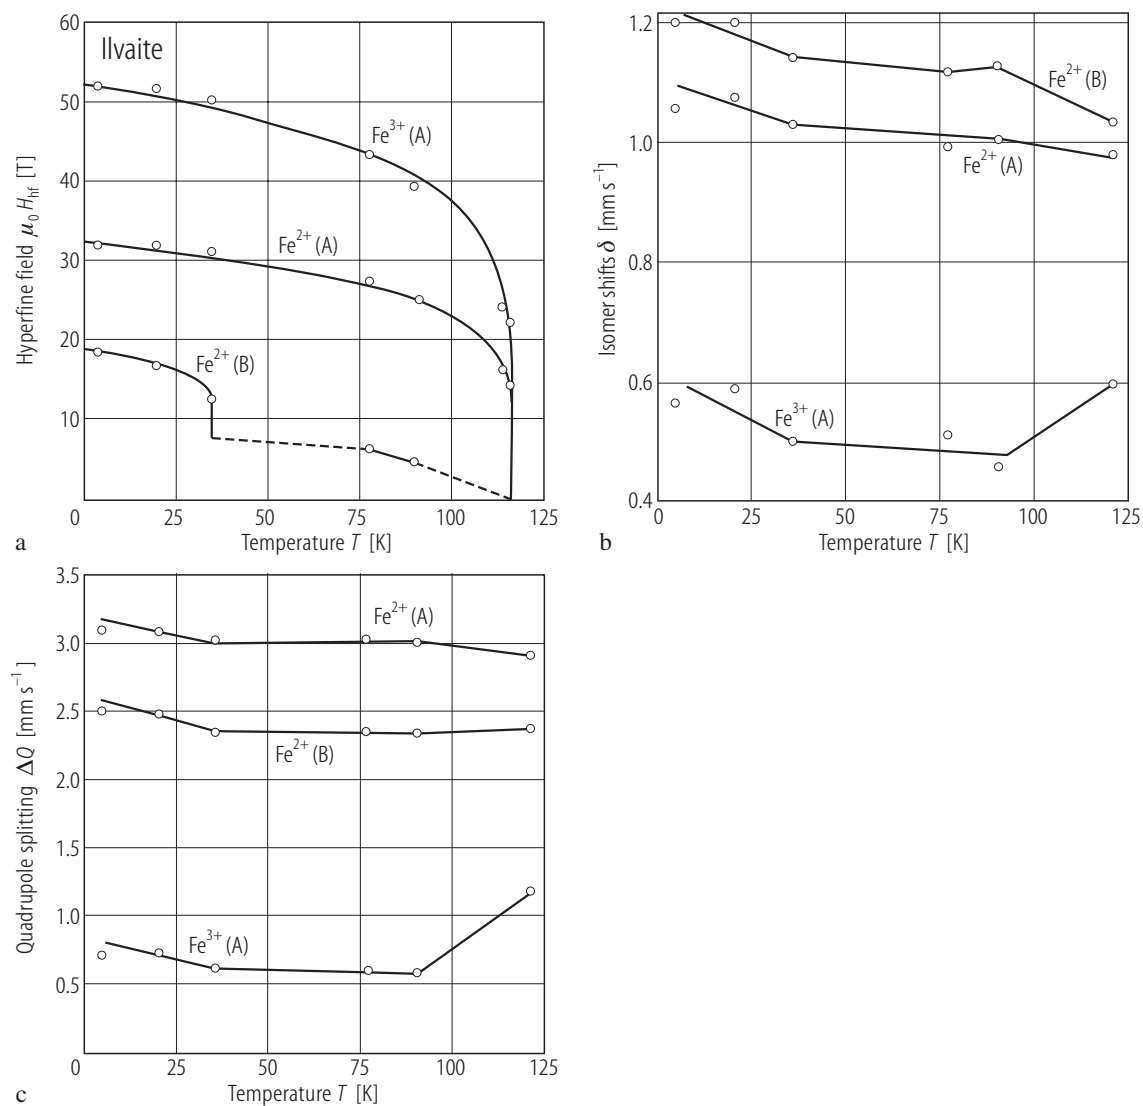 Ilvaite
60
50
40
30
20
10
Hyperfine field μ₀ H_hf [T]
Fe³⁺ (A)
Fe²⁺ (A)
Fe²⁺ (B)
0 25 50 75 100 125
Temperature T [K]
a
1.2
1.0
0.8
0.6
0.4
Isomer shifts δ [mm s⁻¹]
Fe²⁺ (B)
Fe²⁺ (A)
Fe³⁺ (A)
0 25 50 75 100 125
Temperature T [K]
b
3.5
3.0
2.5
2.0
1.5
1.0
0.5
Quadrupole splitting ΔQ [mm s⁻¹]
Fe²⁺ (A)
Fe²⁺ (B)
Fe³⁺ (A)
0 25 50 75 100 125
Temperature T [K]
c